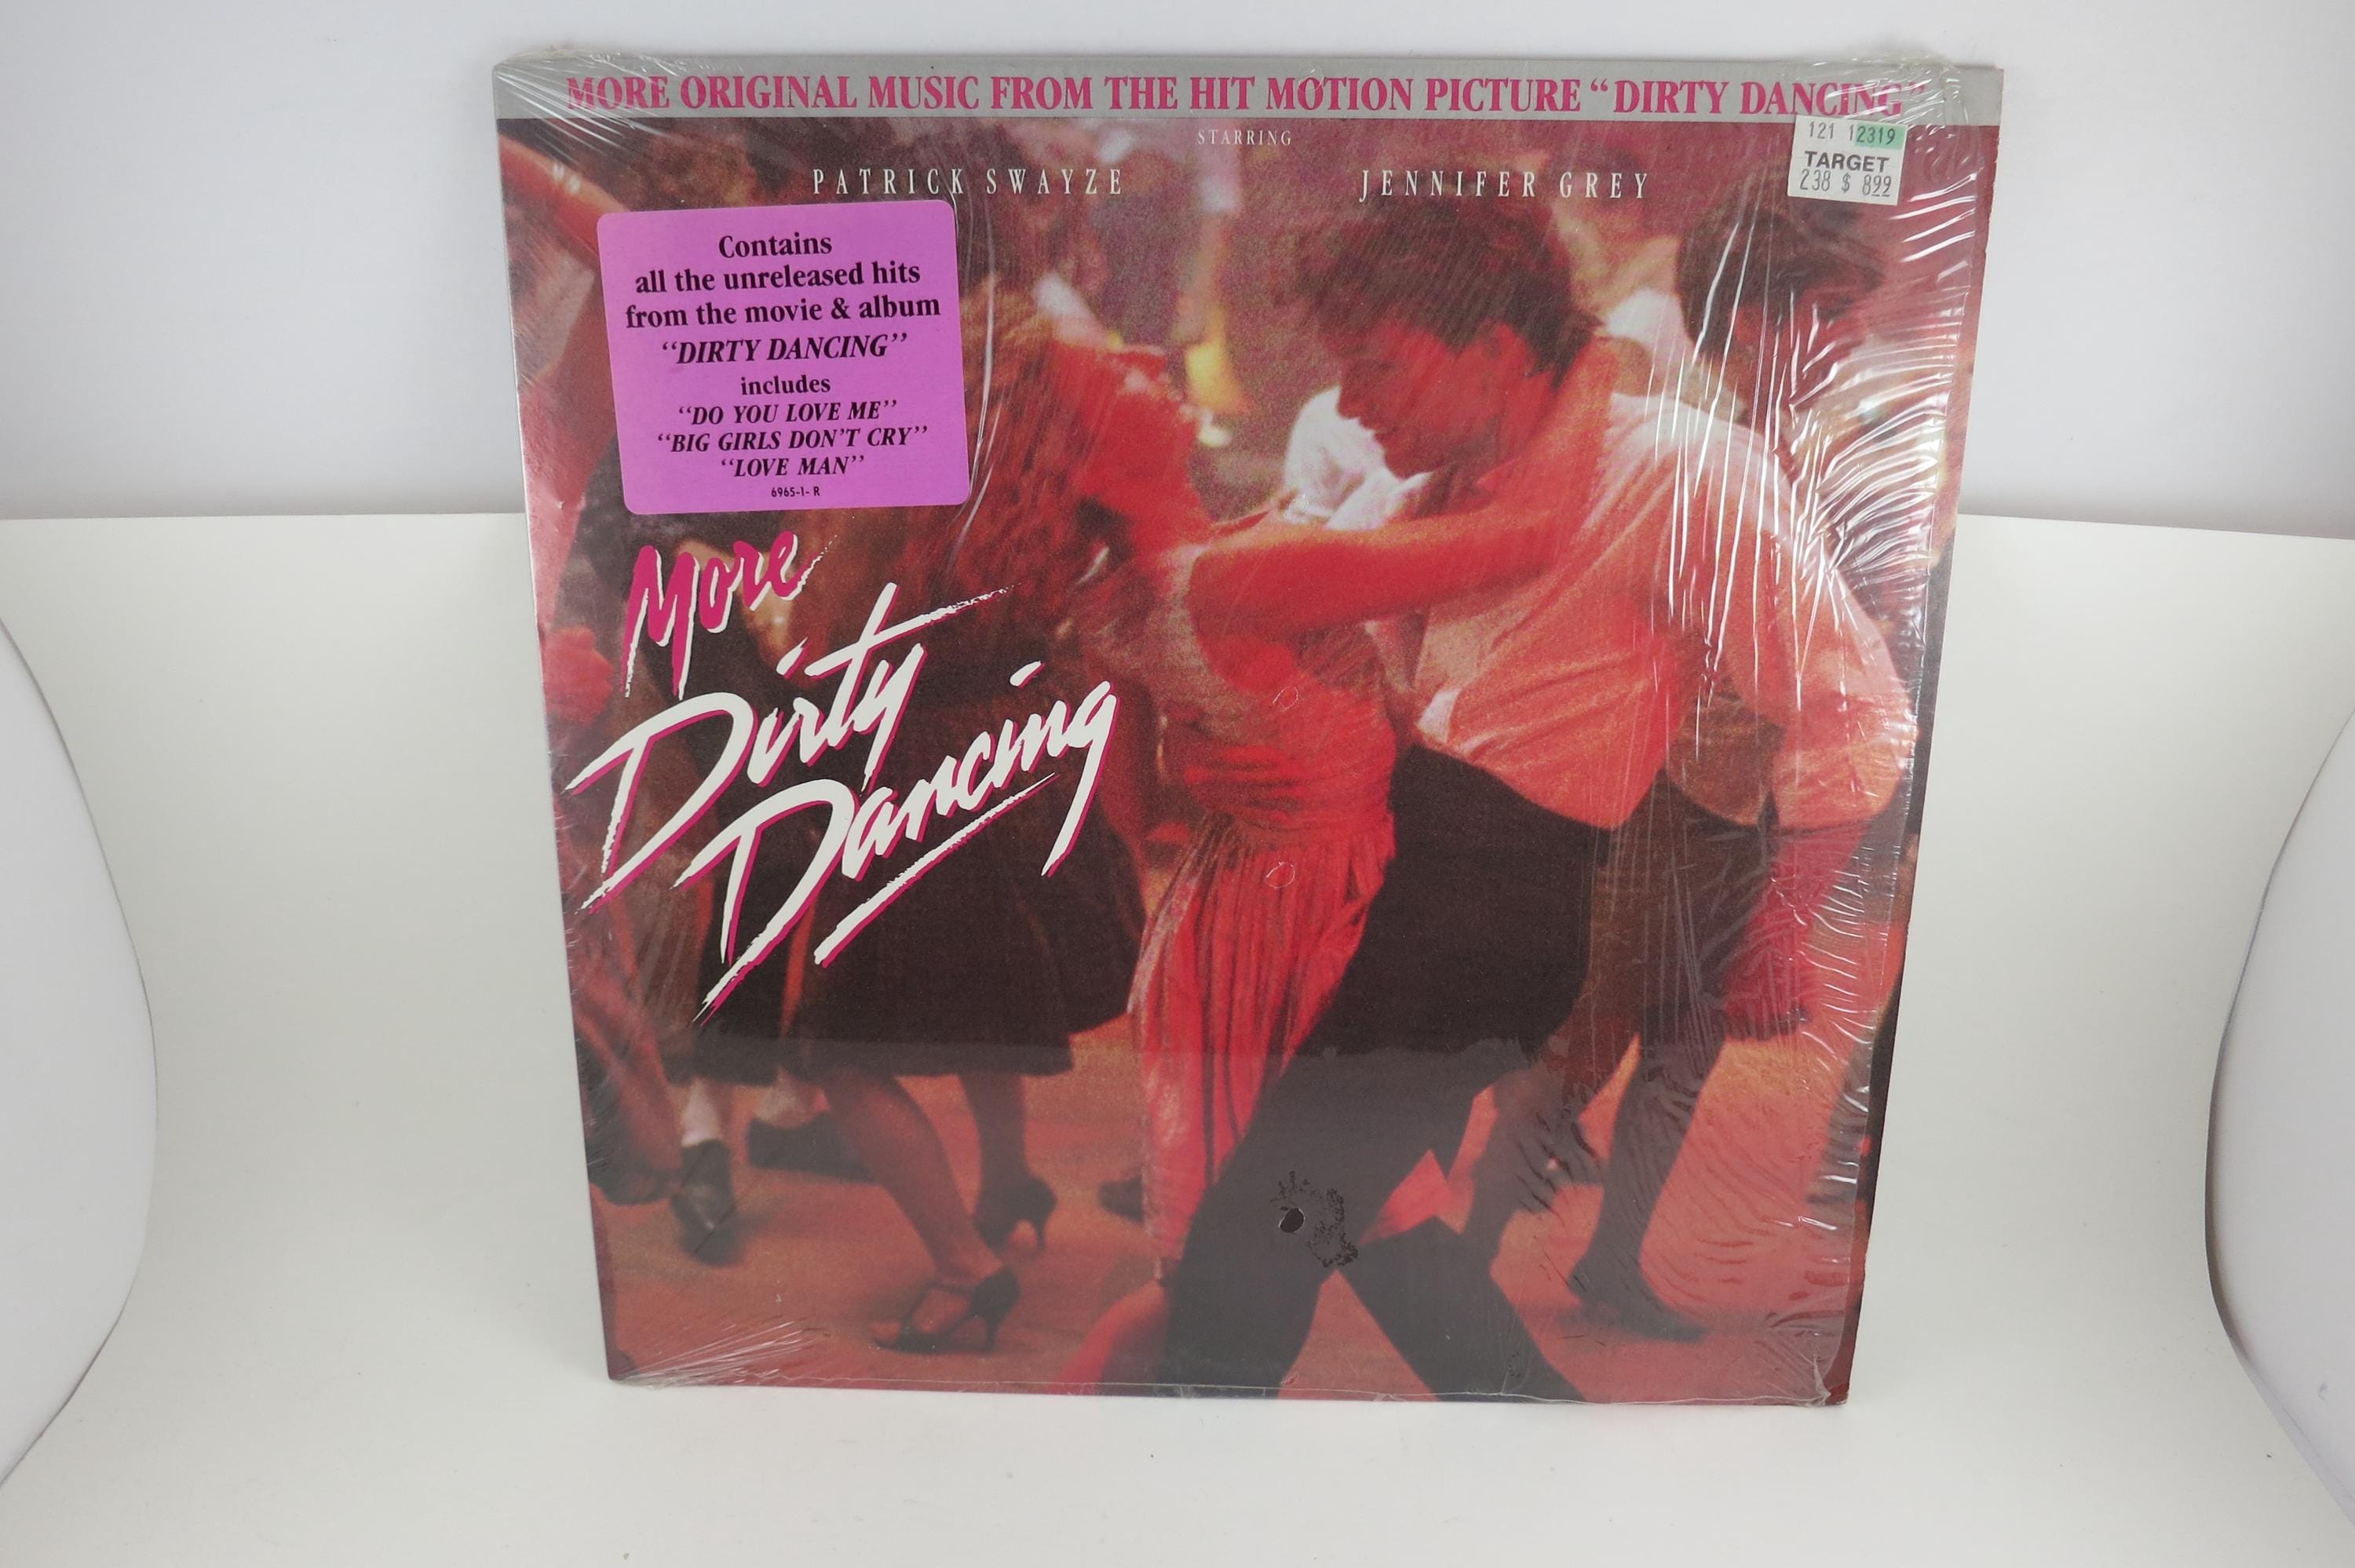 MORE ORIGINAL MUSIC FROM THE HIT MOTION PICTURE “DIRTY DANCING”
STARRING
PATRICK SWAYZE JENNIFER GREY
121 12319
TARGET
238 $ 899
Contains
all the unreleased hits
from the movie & album
“DIRTY DANCING”
includes
“DO YOU LOVE ME”
“BIG GIRLS DON’T CRY”
“LOVE MAN”
6965-1-R
More
Dirty
Dancing